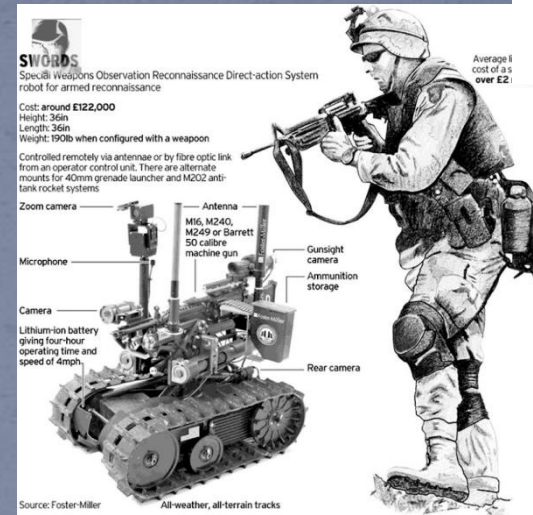 SWORDS
Special Weapons Observation Reconnaissance Direct-action System
robot for armed reconnaissance
Cost: around £122,000
Height: 36in
Length: 36in
Weight: 190lb when configured with a weapon
Controlled remotely via antennae or by fibre optic link
from an operator control unit. There are alternate
mounts for 40mm grenade launcher and M202 anti-
tank rocket systems
Zoom camera
Antenna
M16, M240,
M249 or Barrett
50 calibre
machine gun
Microphone
Gunsight
camera
Ammunition
storage
Camera
Lithium-ion battery
giving four-hour
operating time and
speed of 4mph.
Foster-Miller
Foster-Miller
Rear camera
Source: Foster-Miller
All-weather, all-terrain tracks
Average
cost of a
over £2